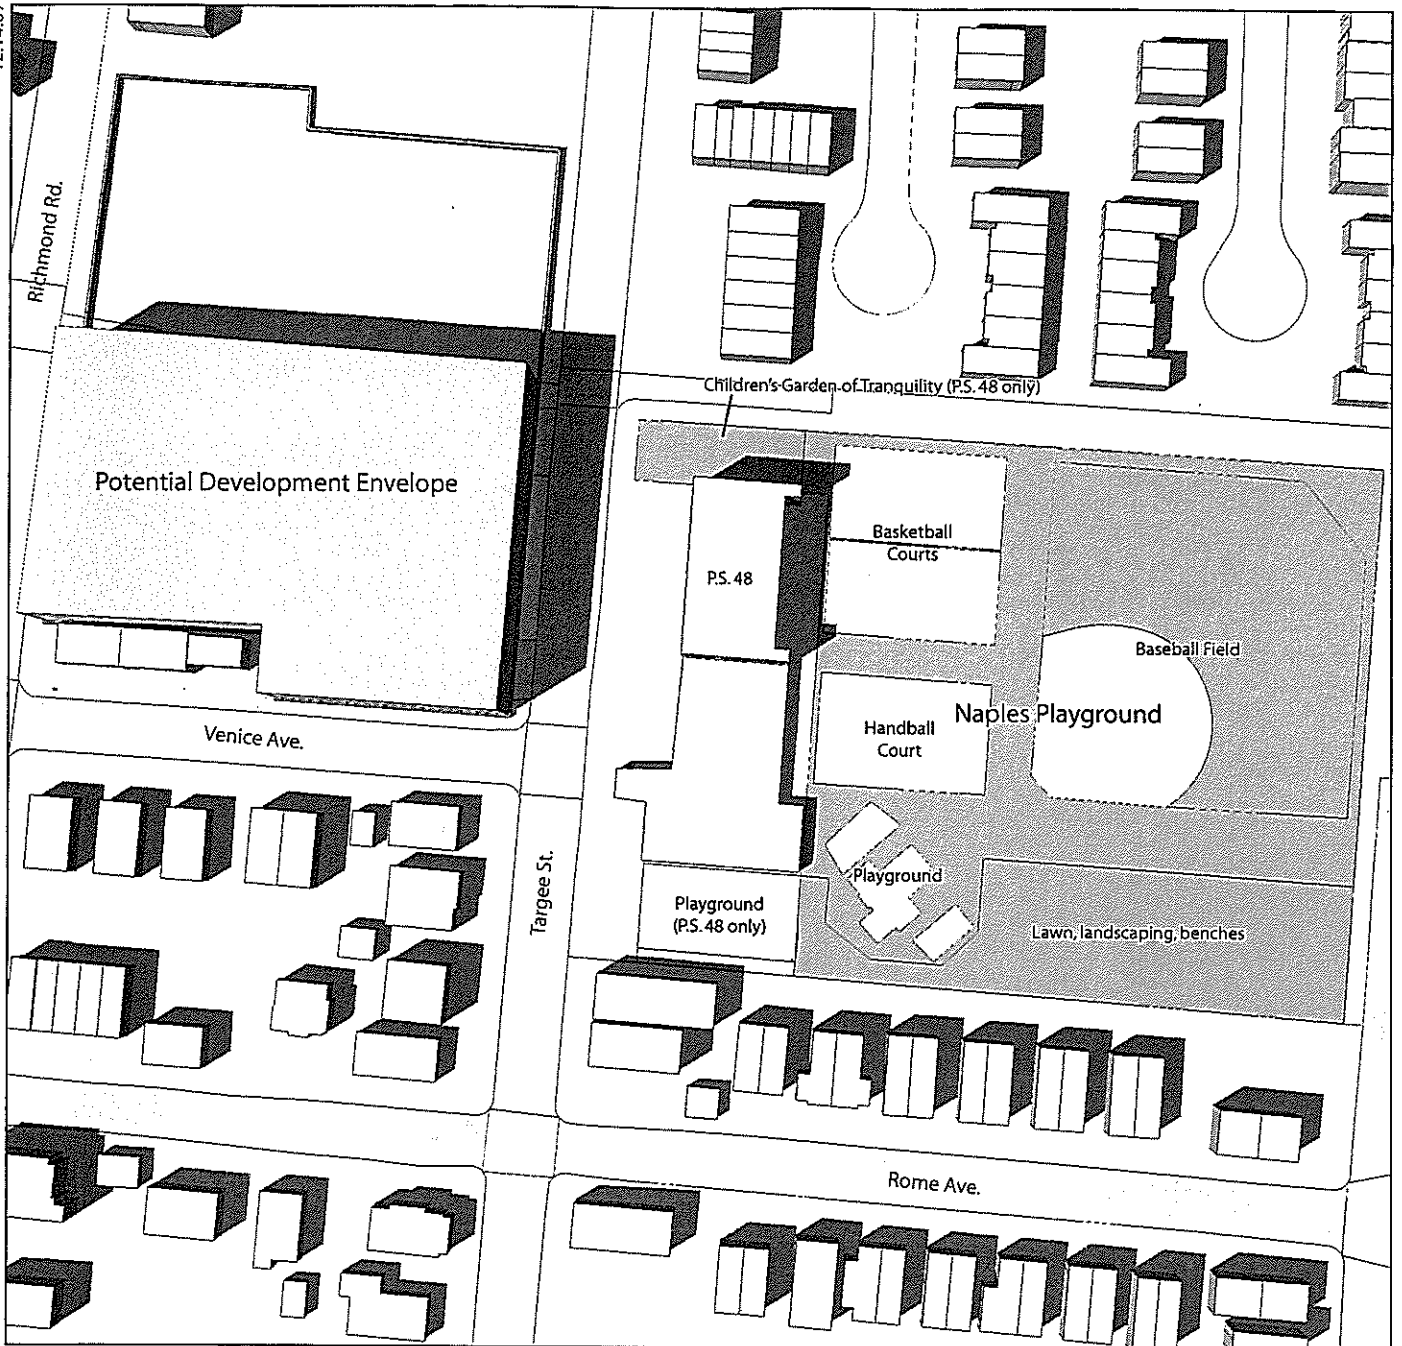 Richmond Rd.
Children's Garden of Tranquility (P.S. 48 only)
Potential Development Envelope
Basketball
Courts
P.S. 48
Baseball Field
Naples Playground
Handball
Court
Venice Ave.
Targee St.
Playground
Playground
(P.S. 48 only)
Lawn, landscaping, benches
Rome Ave.